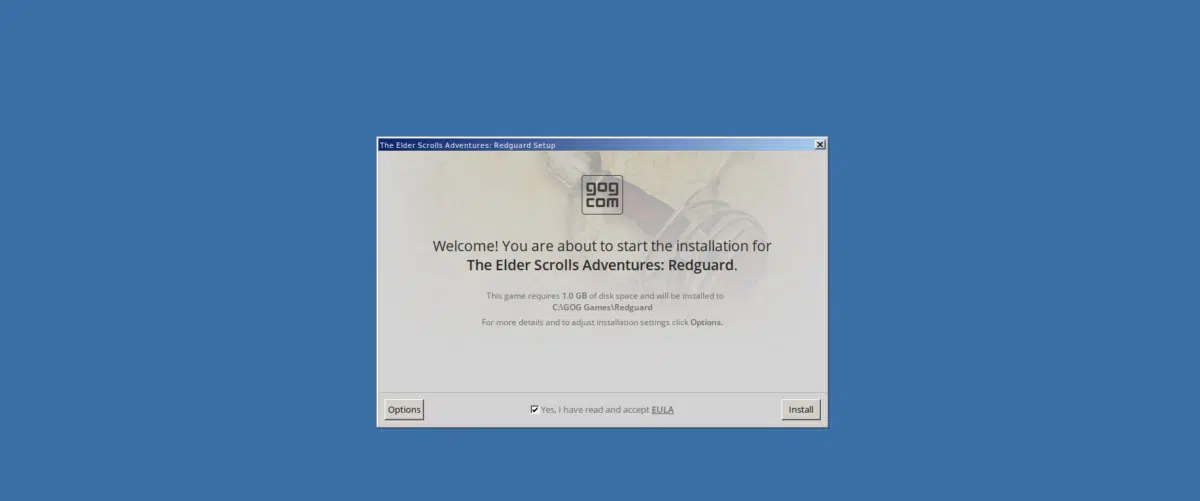 The Elder Scrolls Adventures: Redguard Setup
gog
com
Welcome! You are about to start the installation for
The Elder Scrolls Adventures: Redguard.
This game requires 1.0 GB of disk space and will be installed to
C:\GOG Games\Redguard
For more details and to adjust installation settings click Options.
Options
Yes, I have read and accept EULA
Install